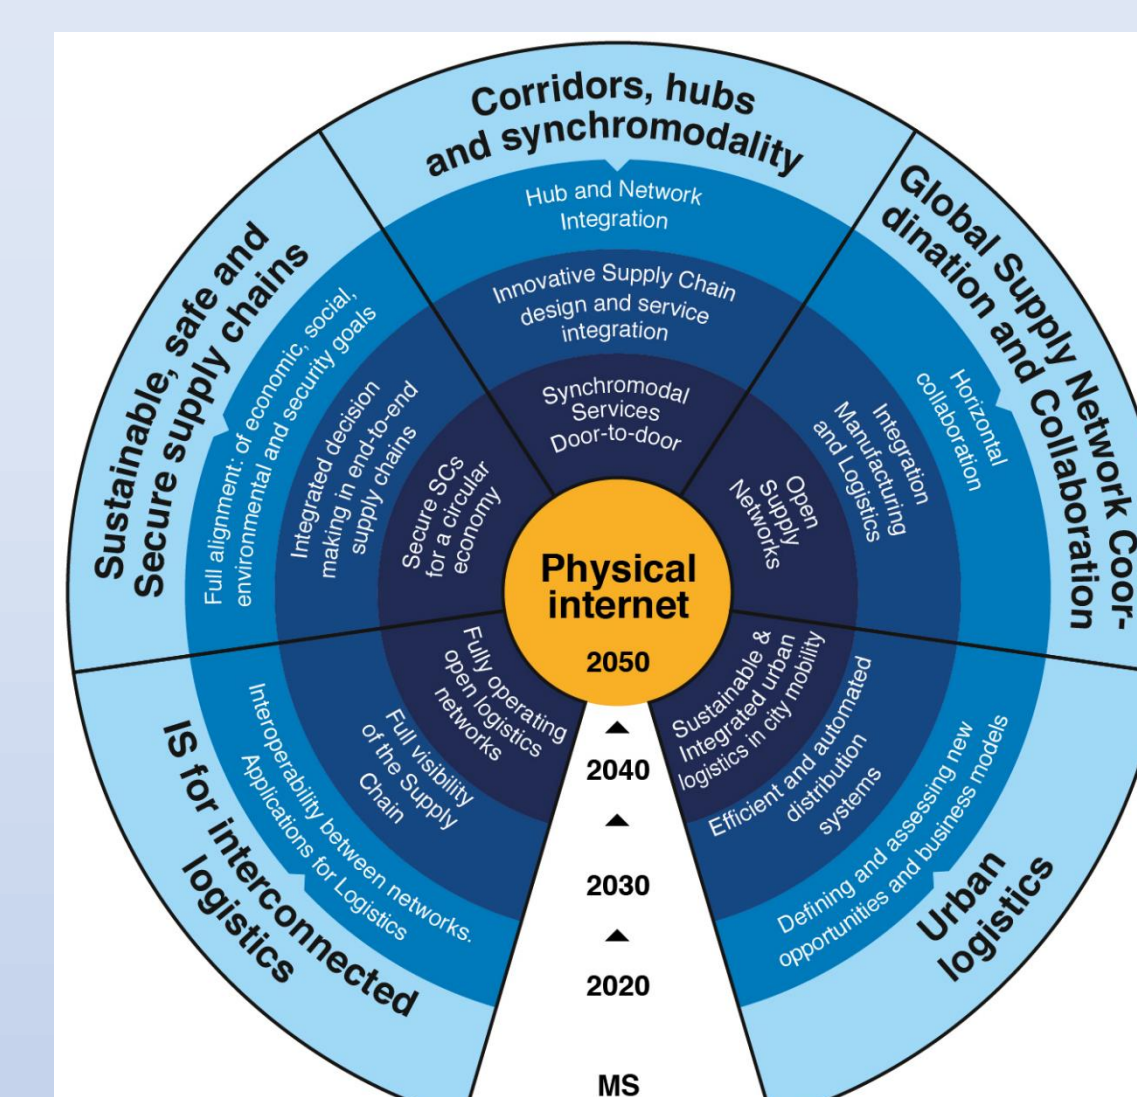 Corridors, hubs
and synchromodality
Hub and Network
Integration
Innovative Supply Chain
design and service
integration
Synchromodal
Services
Door-to-door
Global Supply Network Coor-
dination and Collaboration
Horizontal
collaboration
Integration
Manufacturing
and Logistics
Open
Supply
Networks
Urban
logistics
Defining and assessing new
opportunities and business models
Efficient and automated
distribution
systems
Sustainable &
Integrated urban
logistics in city mobility
IS for interconnected
logistics
Interoperability between networks.
Applications for Logistics
Full visibility
of the Supply
Chain
Fully operating
open logistics
networks
Sustainable, safe and
Secure supply chains
Full alignment: of economic, social,
environmental and security goals
Integrated decision
making in end-to-end
supply chains
Secure SCs
for a circular
economy
Physical
internet
2050
2040
2030
2020
MS